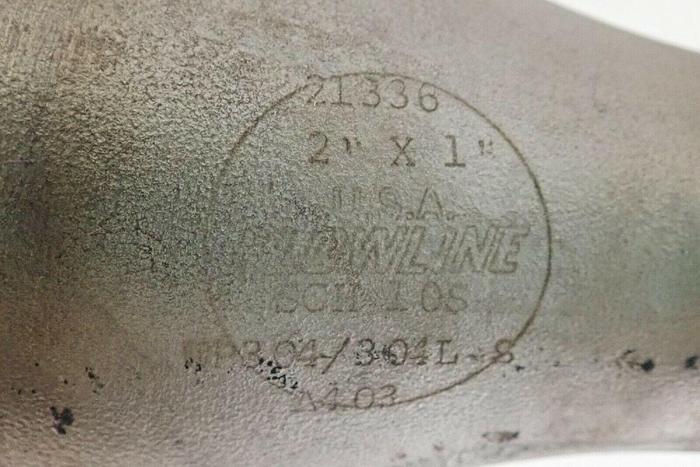 21336
2" X 1"
U.S.A.
FLOWLINE
SCH 10S
WP304/304L-S
A403